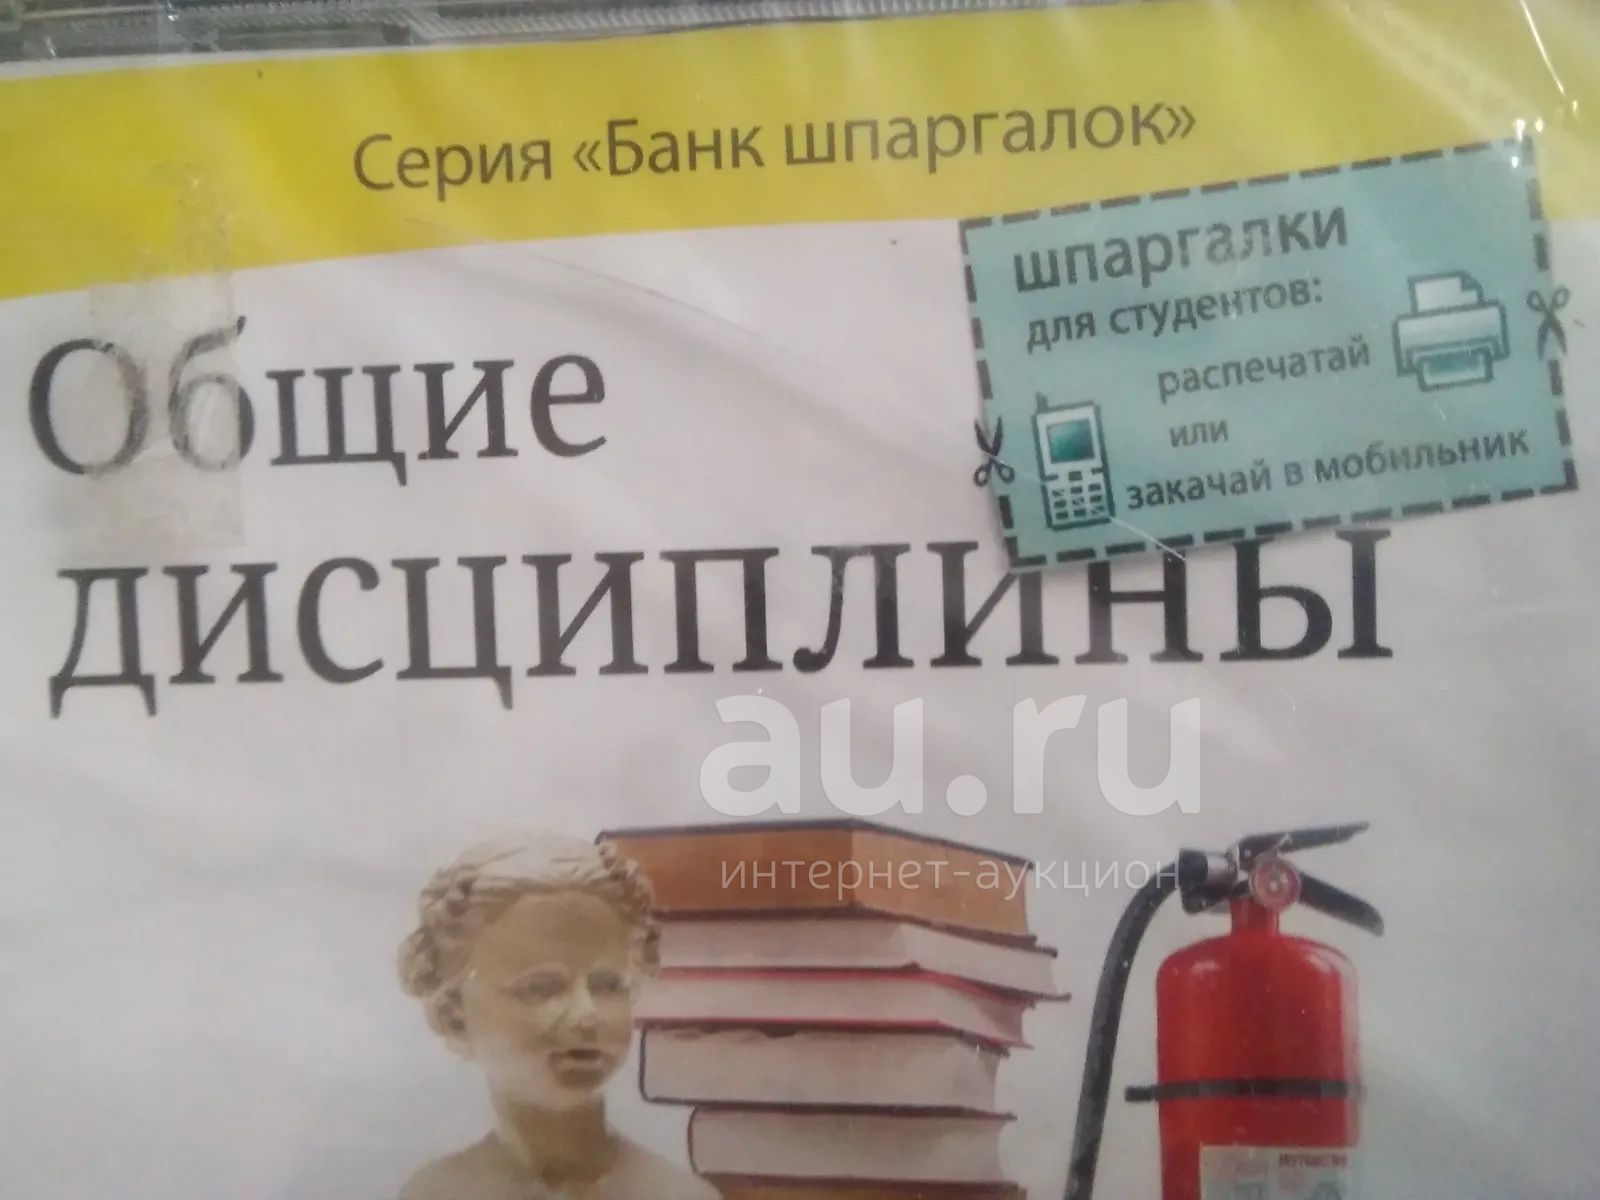 Серия «Банк шпаргалок»
шпаргалки
для студентов:
распечатай
или
закачай в мобильник
Общие
дисциплины
au.ru
интернет-аукцион